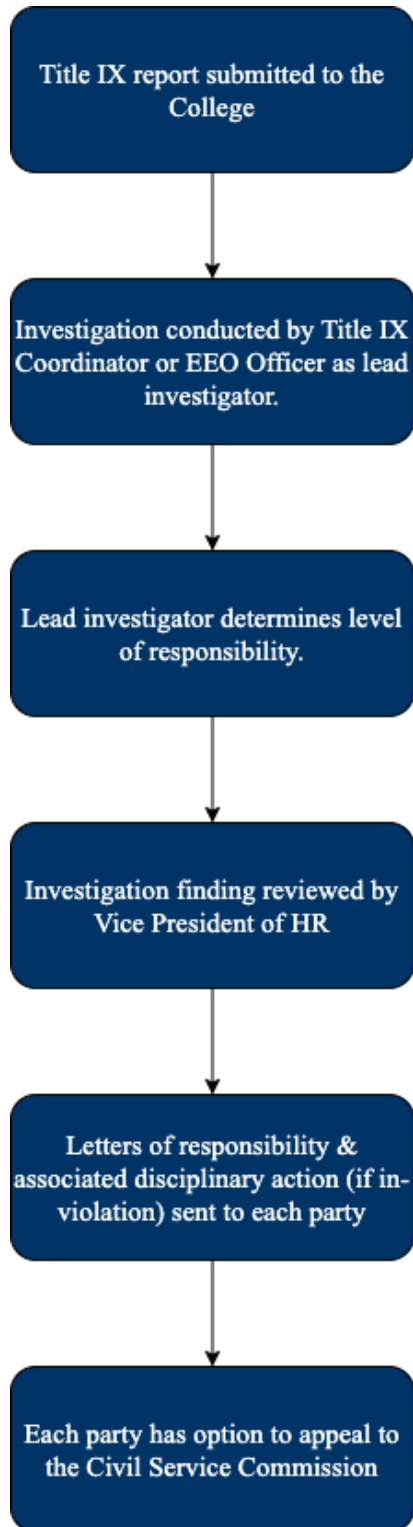 Title IX report submitted to the
College
Investigation conducted by Title IX
Coordinator or EEO Officer as lead
investigator.
Lead investigator determines level
of responsibility.
Investigation finding reviewed by
Vice President of HR
Letters of responsibility &
associated disciplinary action (if in-
violation) sent to each party
Each party has option to appeal to
the Civil Service Commission